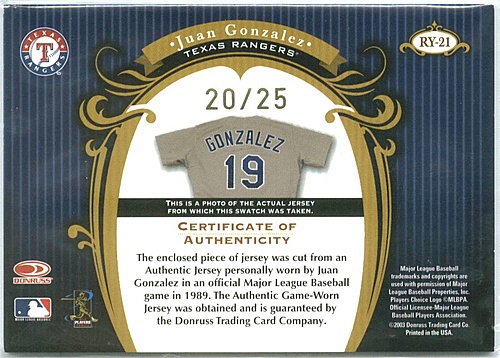 TEXAS
RANGERS
Juan Gonzalez
TEXAS RANGERS
RY-21
20/25
GONZALEZ
19
THIS IS A PHOTO OF THE ACTUAL JERSEY
FROM WHICH THIS SWATCH WAS TAKEN.
CERTIFICATE OF
AUTHENTICITY
The enclosed piece of jersey was cut from an
Authentic Jersey personally worn by Juan
Gonzalez in an official Major League Baseball
game in 1989. The Authentic Game-Worn
Jersey was obtained and is guaranteed by
the Donruss Trading Card Company.
DONRUSS
MAJOR LEAGUE BASEBALL
PLAYERS
CHOICE
Major League Baseball
trademarks and copyrights are
used with permission of Major
League Baseball Properties, Inc.
Players Choice Logo ©MLBPA
Official Licensee-Major League
Baseball Players Association.
©2003 Donruss Trading Card Co.
Printed in the USA.